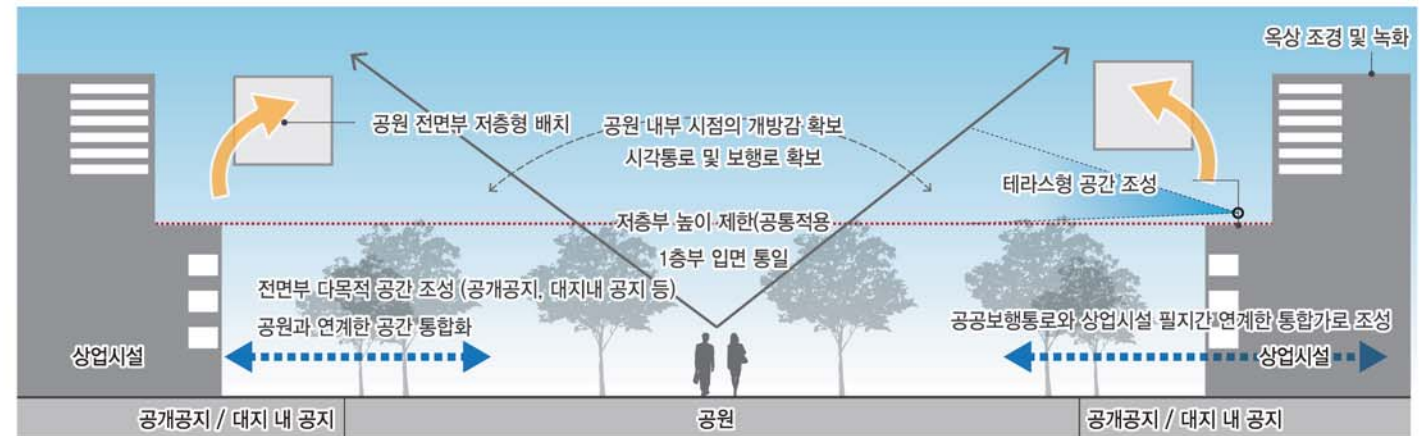 옥상 조경 및 녹화
공원 전면부 저층형 배치
공원 내부 시점의 개방감 확보
시각통로 및 보행로 확보
테라스형 공간 조성
저층부 높이 제한(공통적용
1층부 입면 통일
전면부 다목적 공간 조성 (공개공지, 대지내 공지 등)
공원과 연계한 공간 통합화
공공보행통로와 상업시설 필지간 연계한 통합가로 조성
상업시설
상업시설
공개공지 / 대지 내 공지
공원
공개공지 / 대지 내 공지